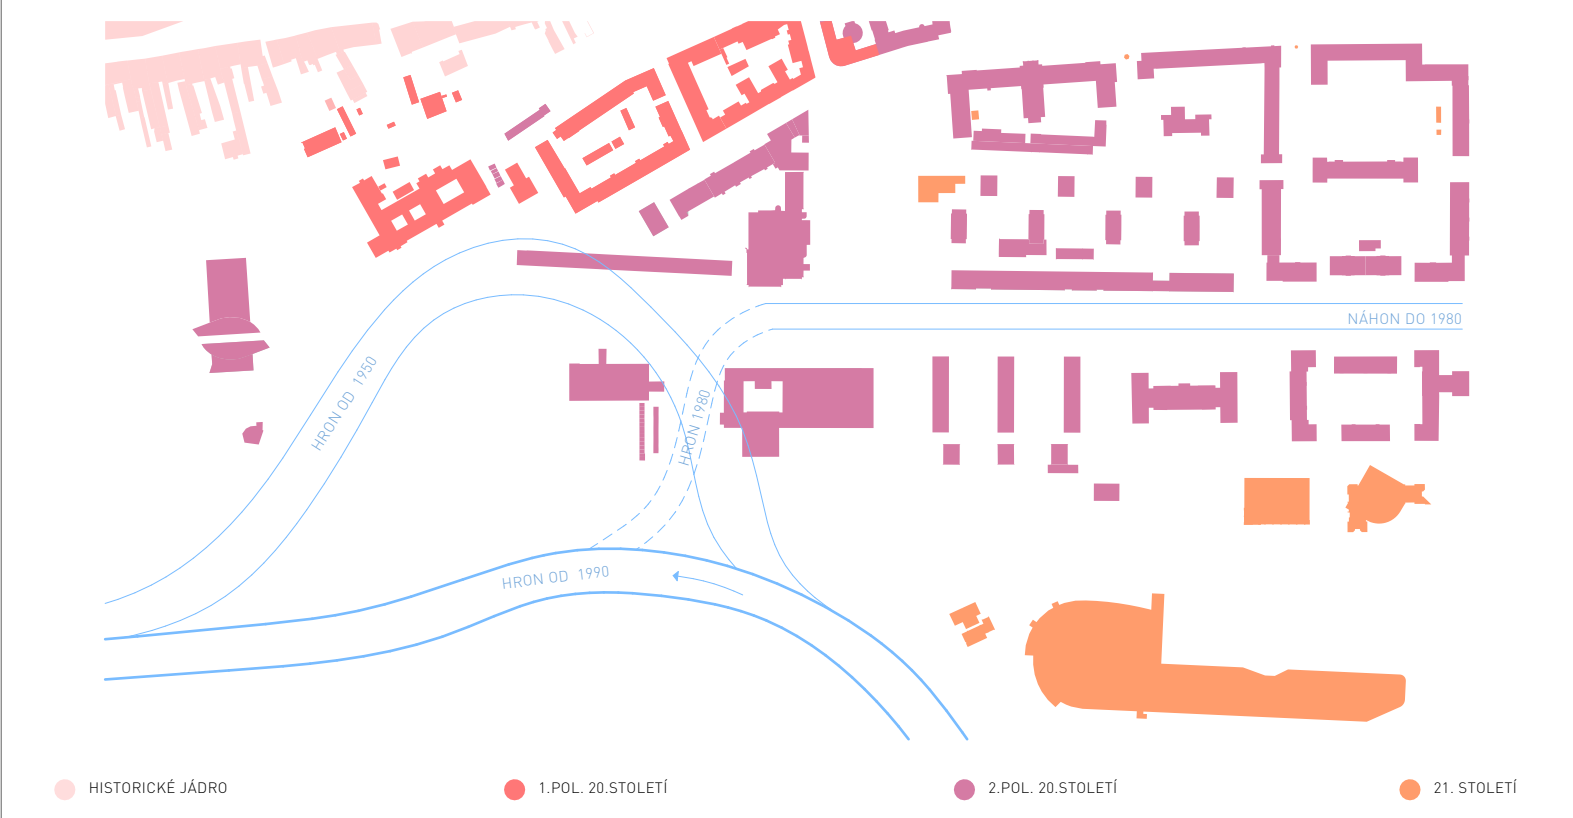 NÁHON DO 1980
HRON OD 1950
HRON 1980
HRON OD 1990
HISTORICKÉ JÁDRO
1.POL. 20.STOLETÍ
2.POL. 20.STOLETÍ
21. STOLETÍ